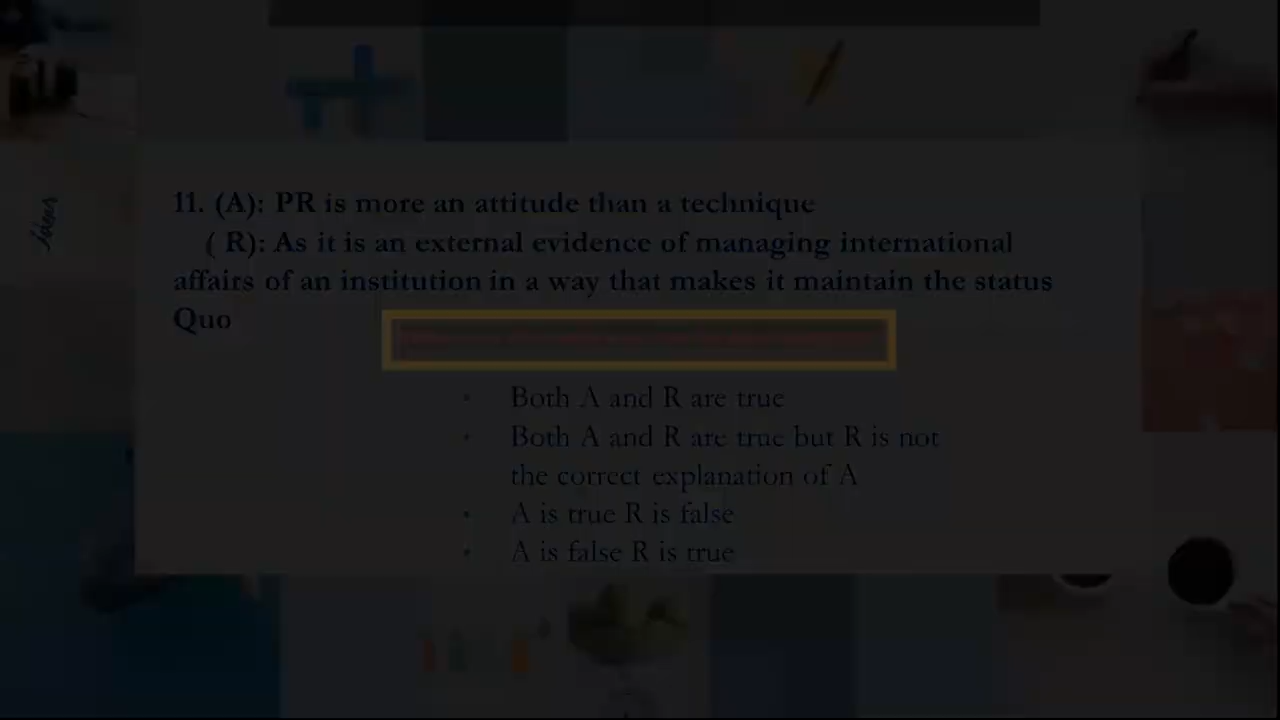 11. (A): PR is more an attitude than a technique
( R): As it is an external evidence of managing international
affairs of an institution in a way that makes it maintain the status
Quo
• Both A and R are true
• Both A and R are true but R is not
the correct explanation of A
• A is true R is false
• A is false R is true